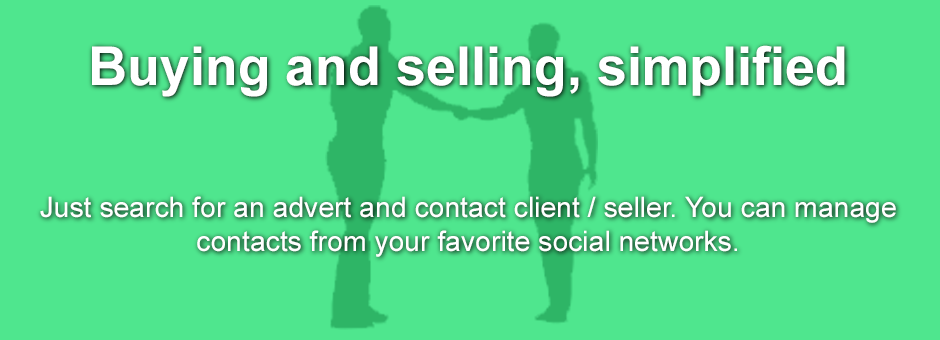 Buying and selling, simplified
Just search for an advert and contact client / seller. You can manage
contacts from your favorite social networks.